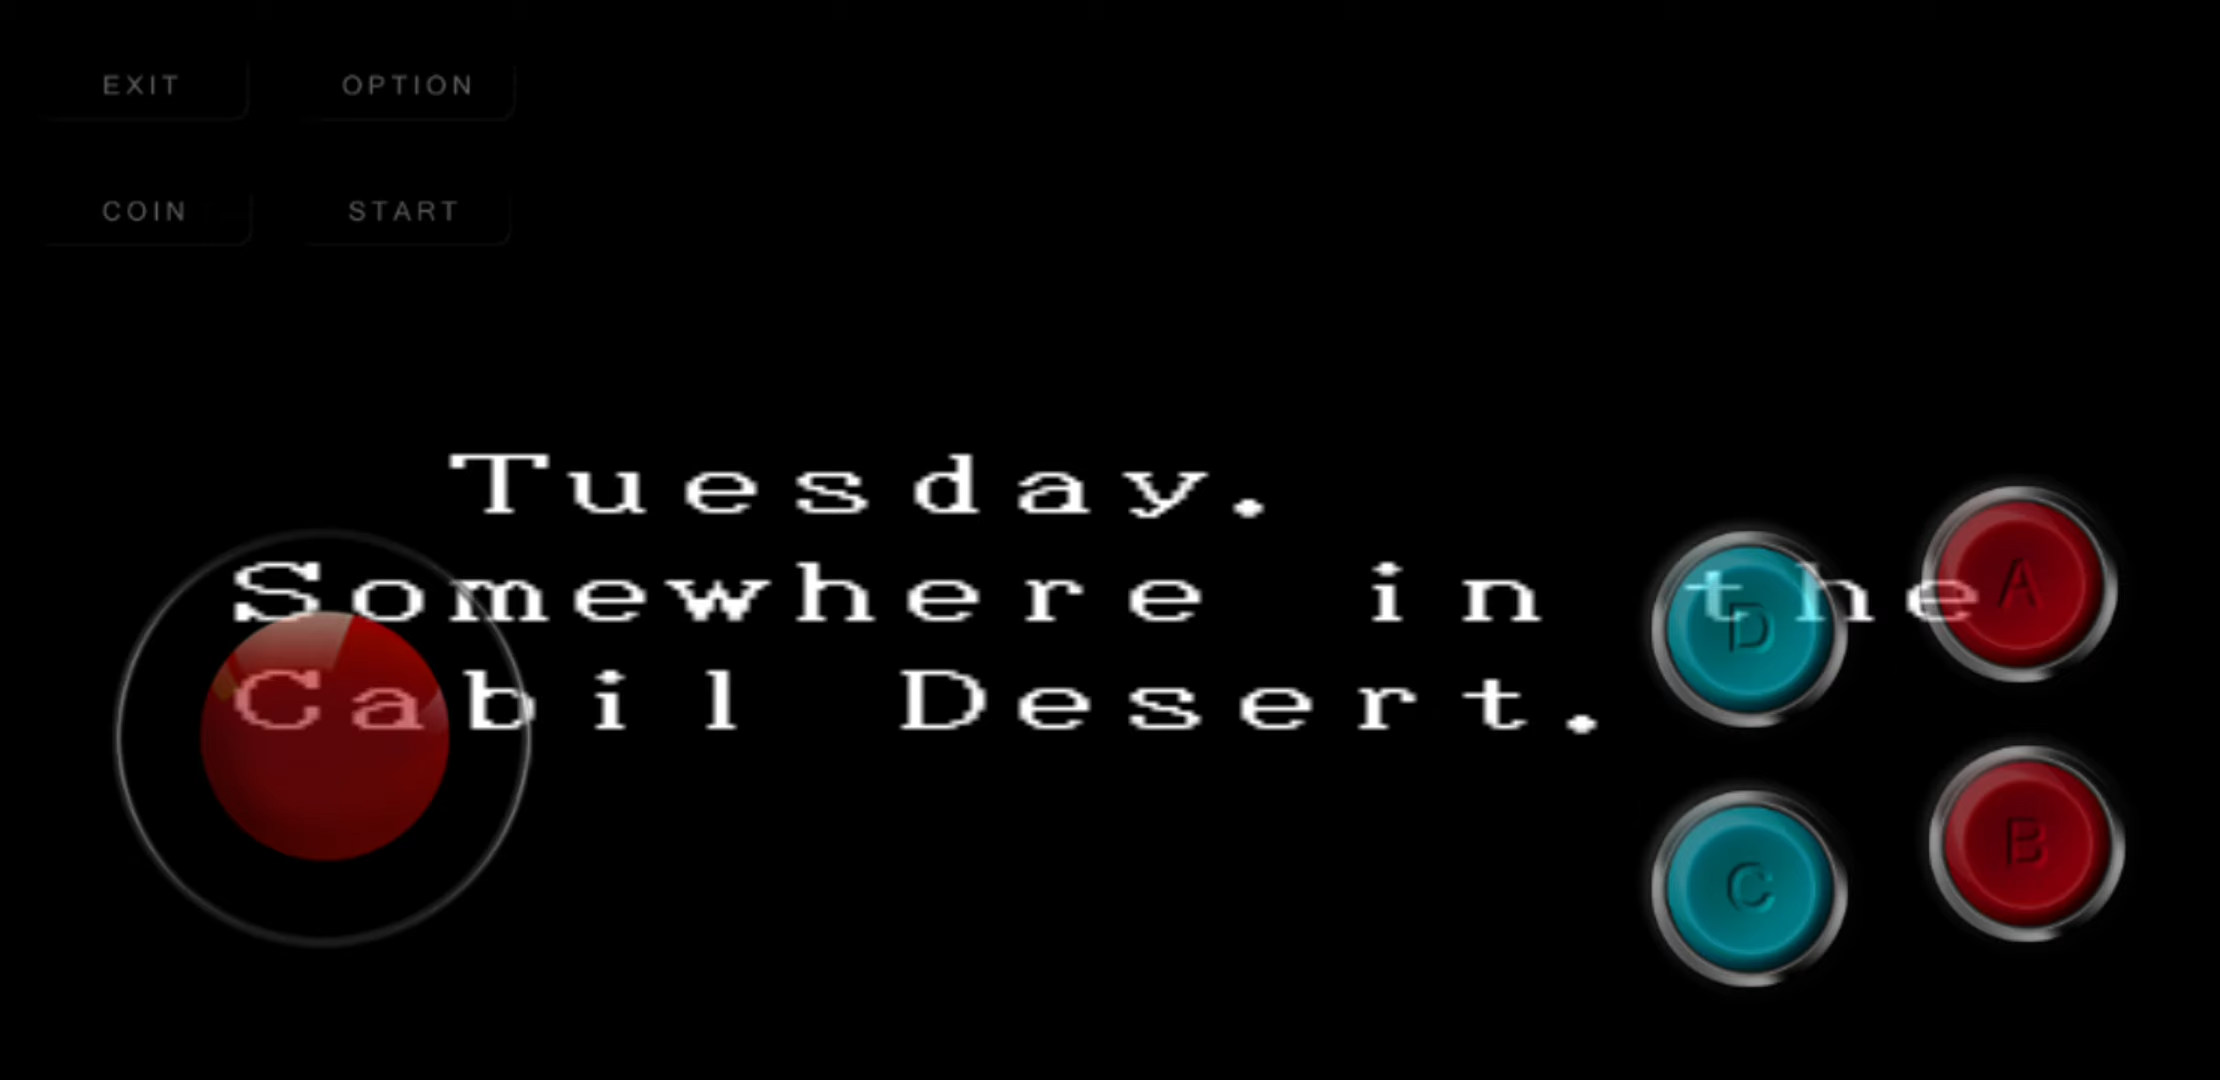 EXIT OPTION
COIN START
Tuesday.
Somewhere in the
Cabil Desert.
A
D
B
C